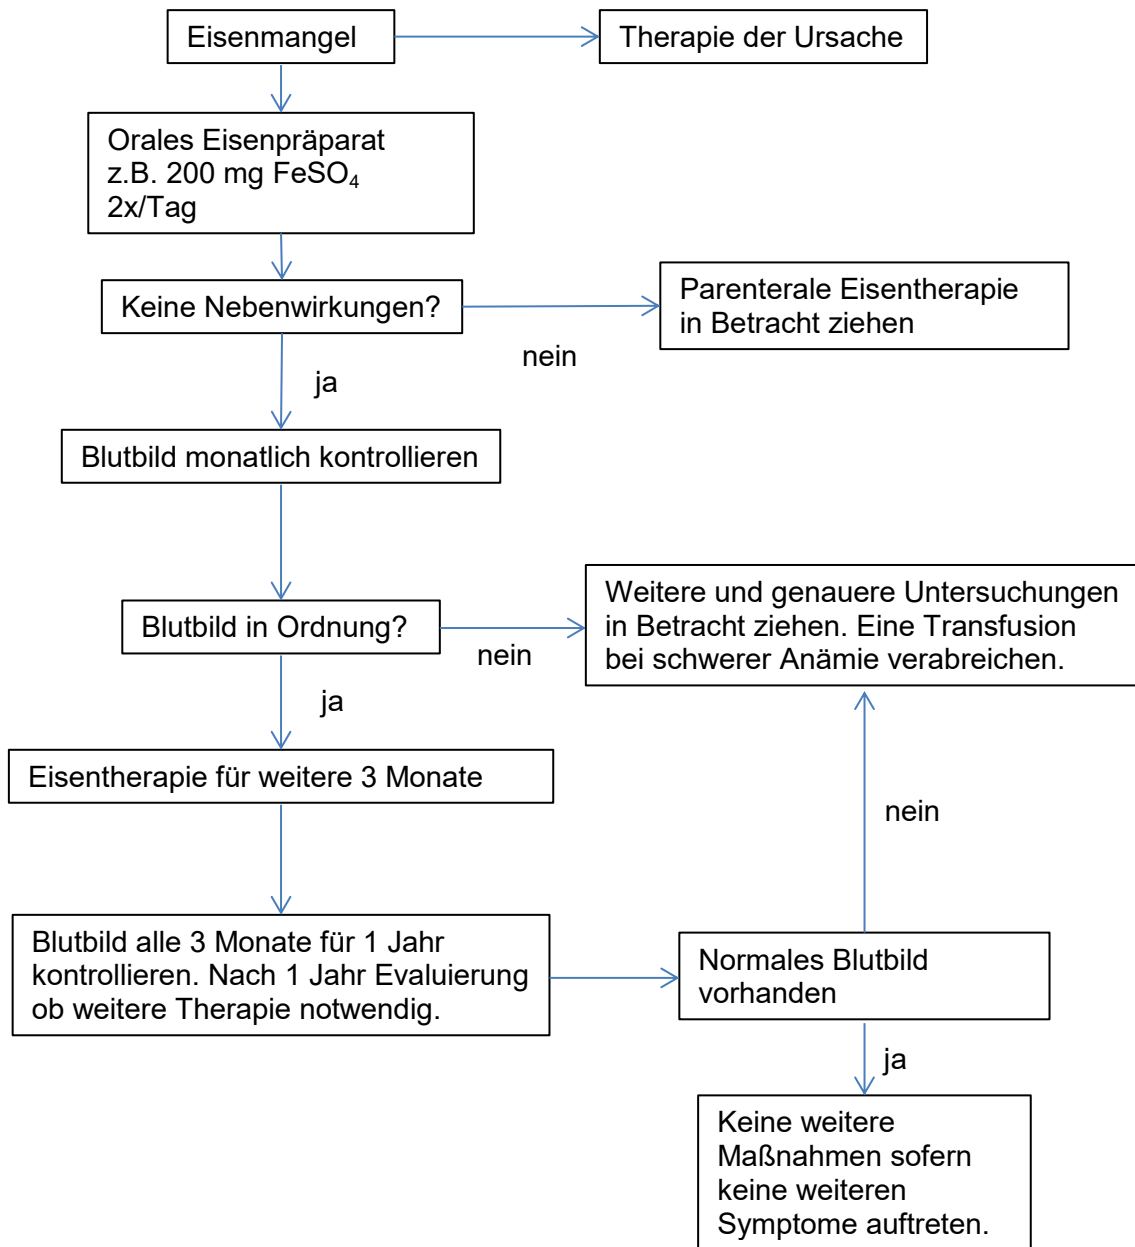 Eisenmangel
Therapie der Ursache
Orales Eisenpräparat
z.B. 200 mg FeSO₄
2x/Tag
Keine Nebenwirkungen?
Parenterale Eisentherapie
in Betracht ziehen
nein
ja
Blutbild monatlich kontrollieren
Blutbild in Ordnung?
nein
Weitere und genauere Untersuchungen
in Betracht ziehen. Eine Transfusion
bei schwerer Anämie verabreichen.
ja
Eisentherapie für weitere 3 Monate
nein
Blutbild alle 3 Monate für 1 Jahr
kontrollieren. Nach 1 Jahr Evaluierung
ob weitere Therapie notwendig.
Normales Blutbild
vorhanden
ja
Keine weitere
Maßnahmen sofern
keine weiteren
Symptome auftreten.